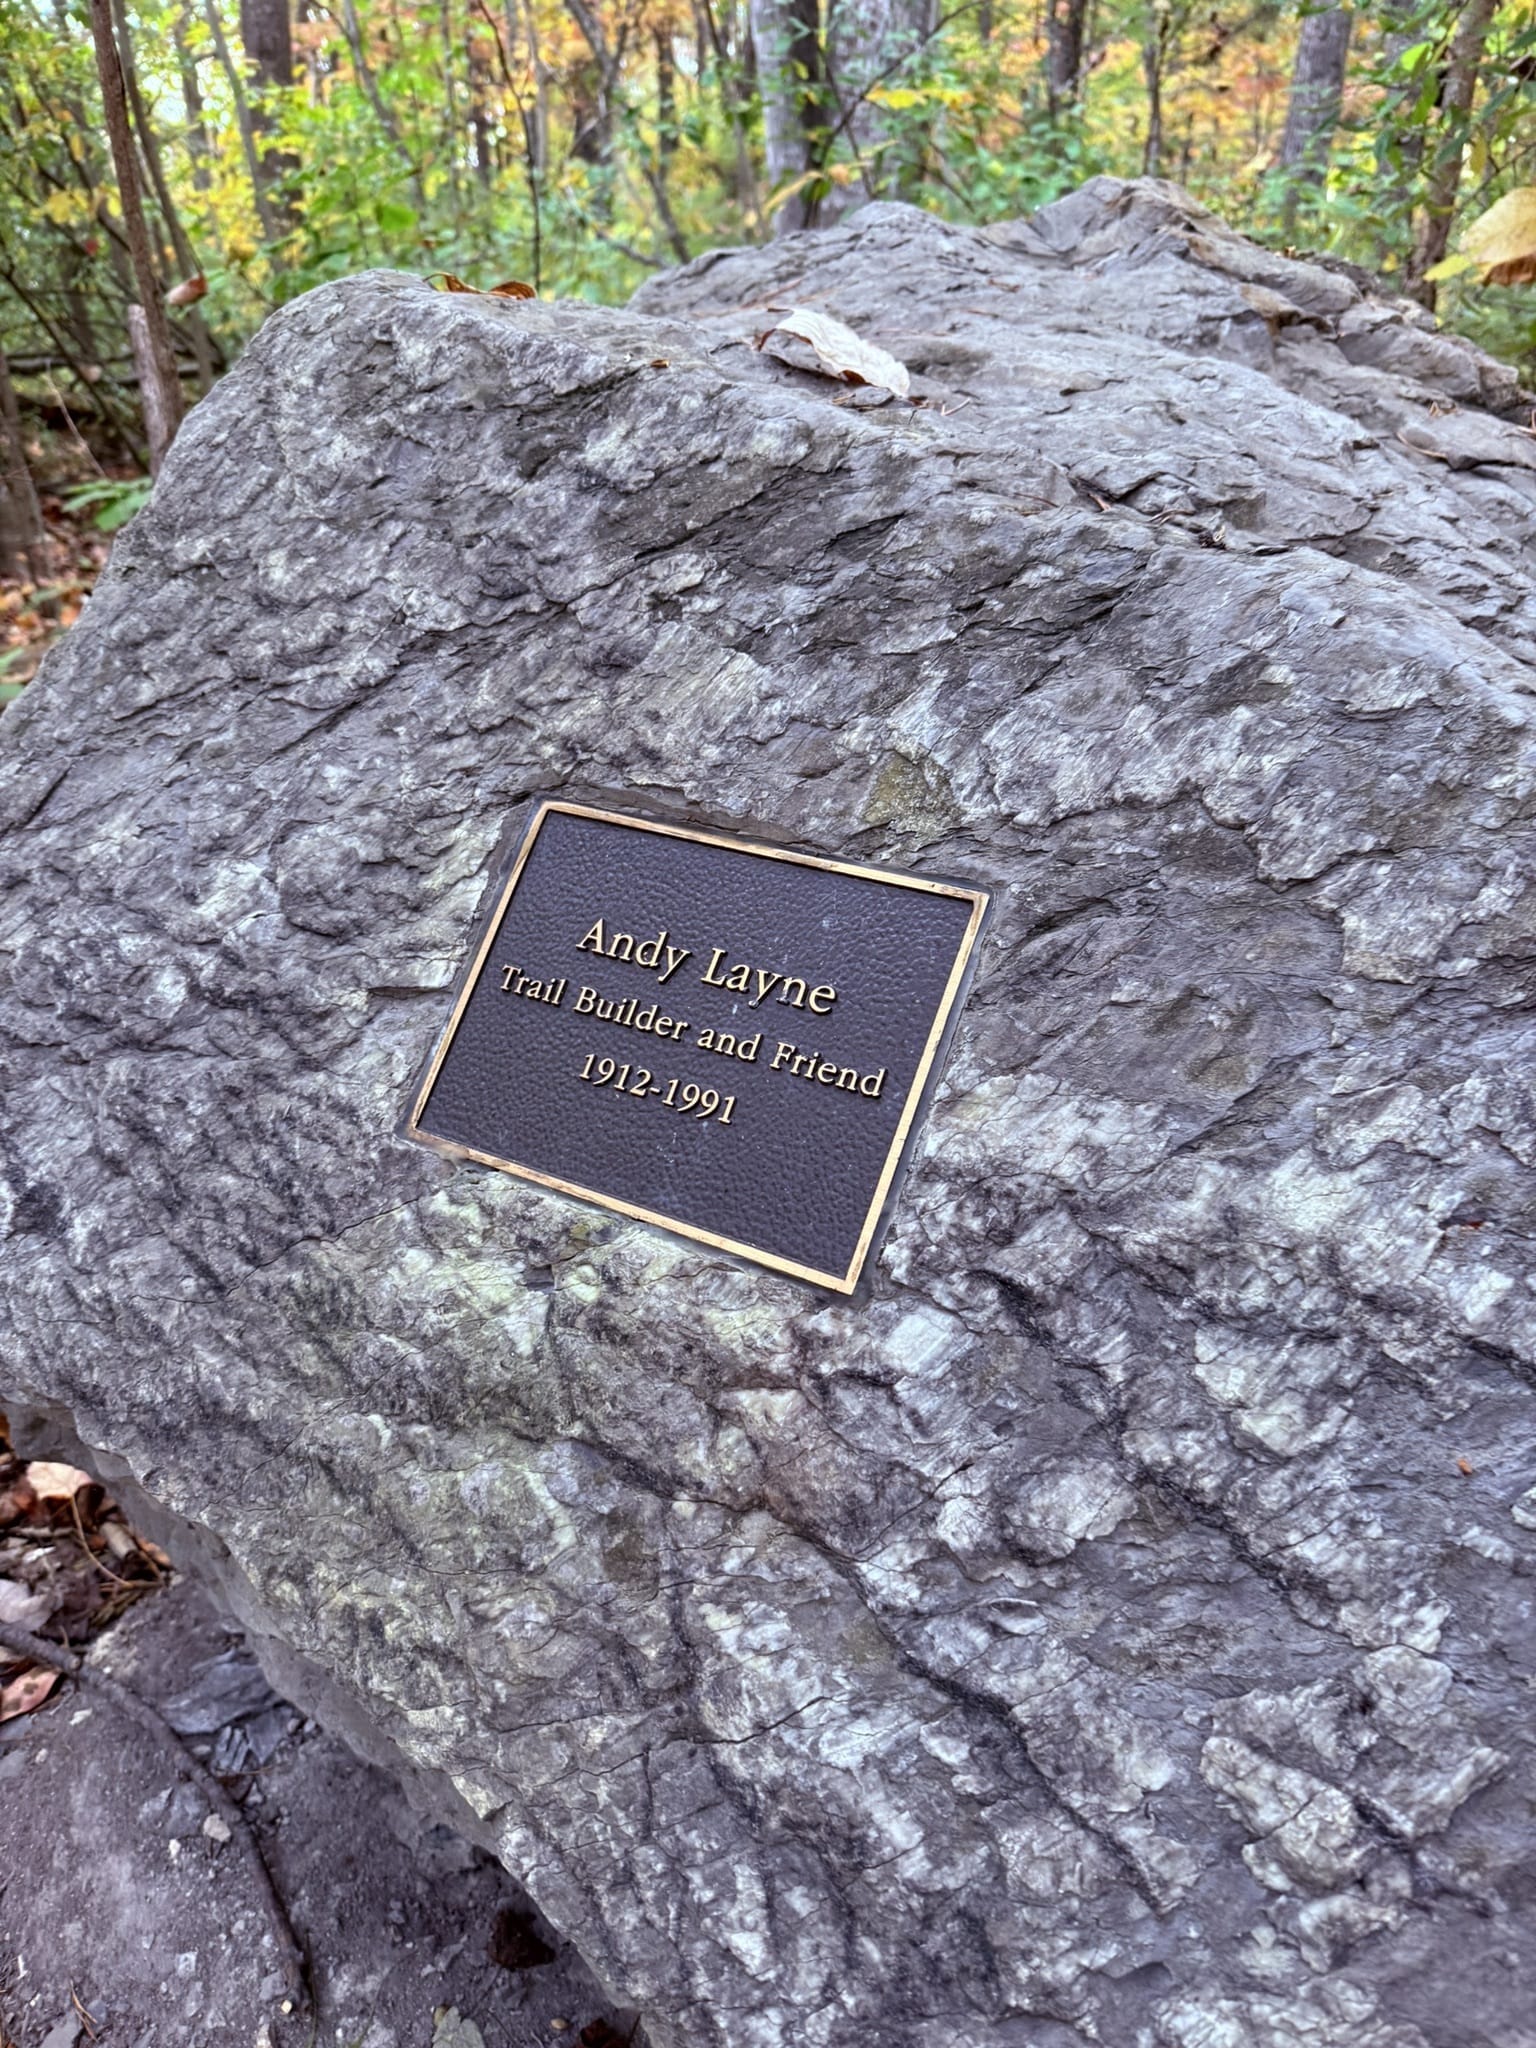 Andy Layne
Trail Builder and Friend
1912-1991